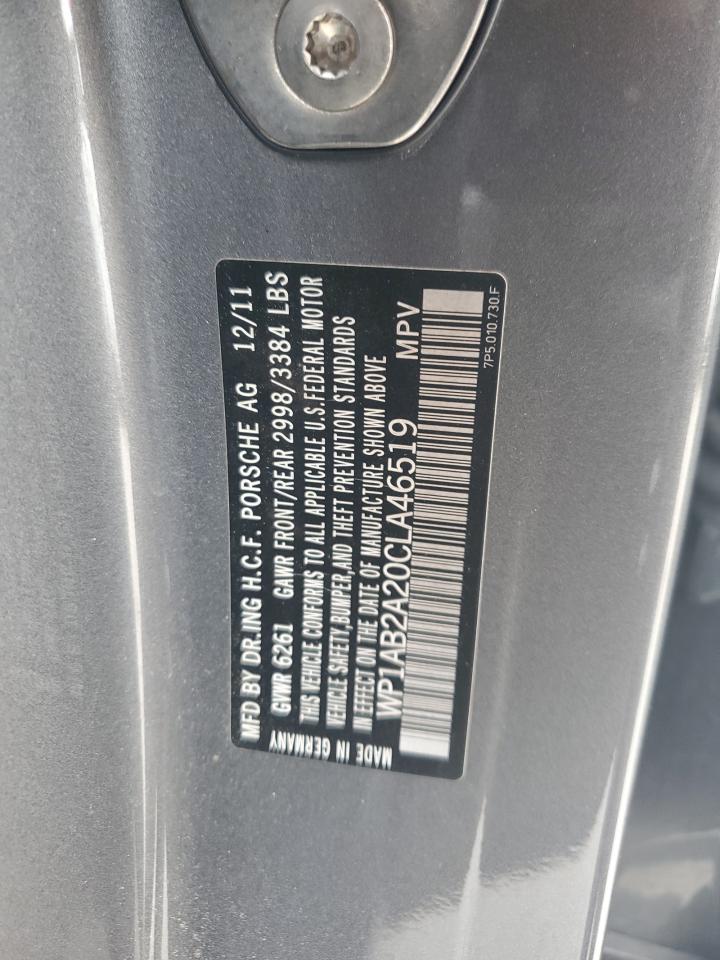 MFD BY DR.ING H.C.F. PORSCHE AG 12/11
GVWR 6261 GAWR FRONT/REAR 2998/3384 LBS
THIS VEHICLE CONFORMS TO ALL APPLICABLE U.S.FEDERAL MOTOR
VEHICLE SAFETY,BUMPER,AND THEFT PREVENTION STANDARDS
IN EFFECT ON THE DATE OF MANUFACTURE SHOWN ABOVE
WP1AB2A20CLA46519 MPV
MADE IN GERMANY
7P5.010.730.F